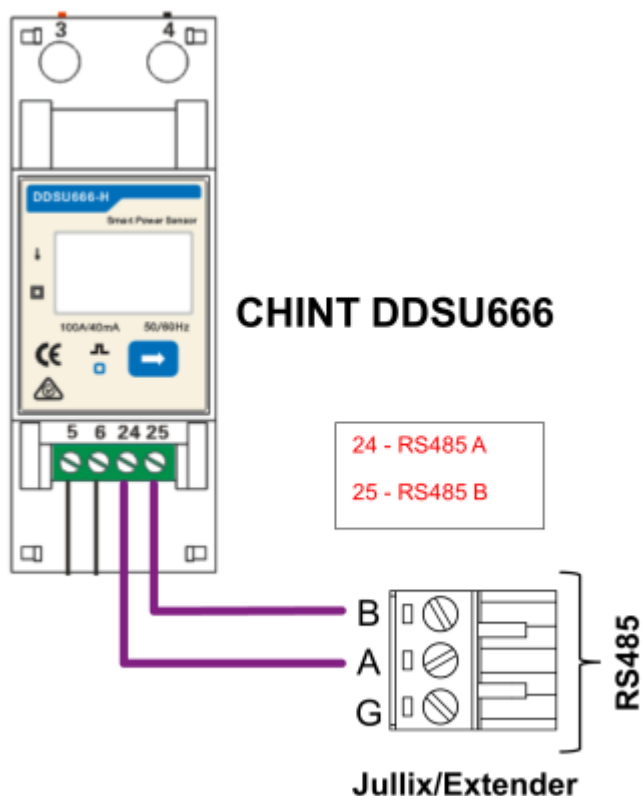 3 4
DDSU666-H
Smart Power Sensor
100A/40mA 50/60Hz
CE
5 6 24 25
CHINT DDSU666
24 - RS485 A
25 - RS485 B
B
A
G
RS485
Jullix/Extender